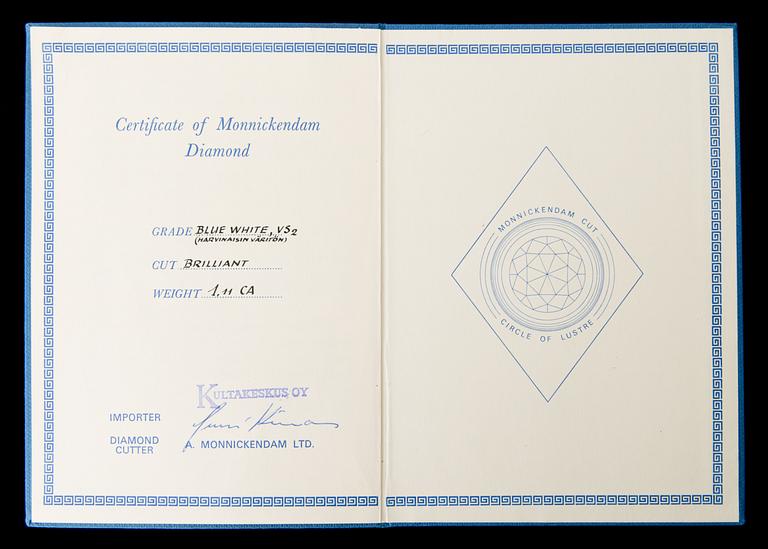 Certificate of Monnickendam
Diamond
GRADE BLUE WHITE, VS2
(HARVINAISIN VÄRITÖN)
CUT BRILLIANT
WEIGHT 1,11 CA
KULTAKESKUS OY
IMPORTER
DIAMOND
CUTTER A. MONNICKENDAM LTD.
MONNICKENDAM CUT
CIRCLE OF LUSTRE